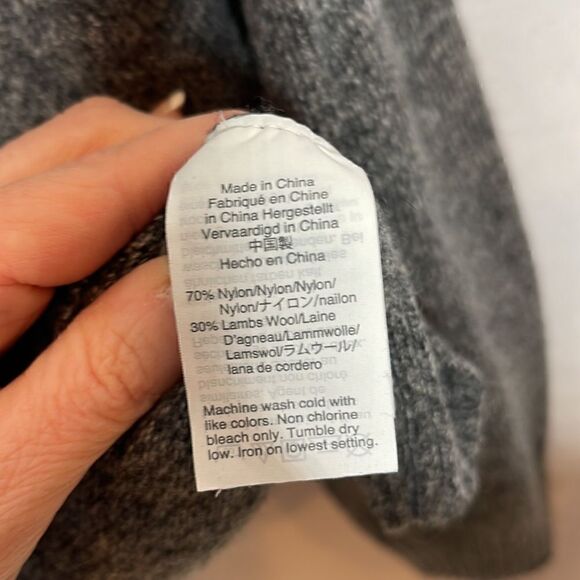 Made in China
Fabriqué en Chine
in China Hergestellt
Vervaardigd in China
中国製
Hecho en China
70% Nylon/Nylon/Nylon/
Nylon/ナイロン/nailon
30% Lambs Wool/Laine
D'agneau/Lammwolle/
Lamswol/ラムウール/
lana de cordero
Machine wash cold with
like colors. Non chlorine
bleach only. Tumble dry
low. Iron on lowest setting.